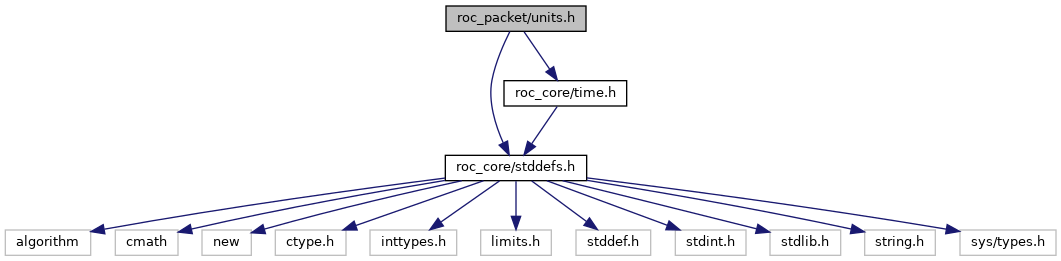 roc_packet/units.h
roc_core/time.h
roc_core/stddefs.h
algorithm
cmath
new
ctype.h
inttypes.h
limits.h
stddef.h
stdint.h
stdlib.h
string.h
sys/types.h